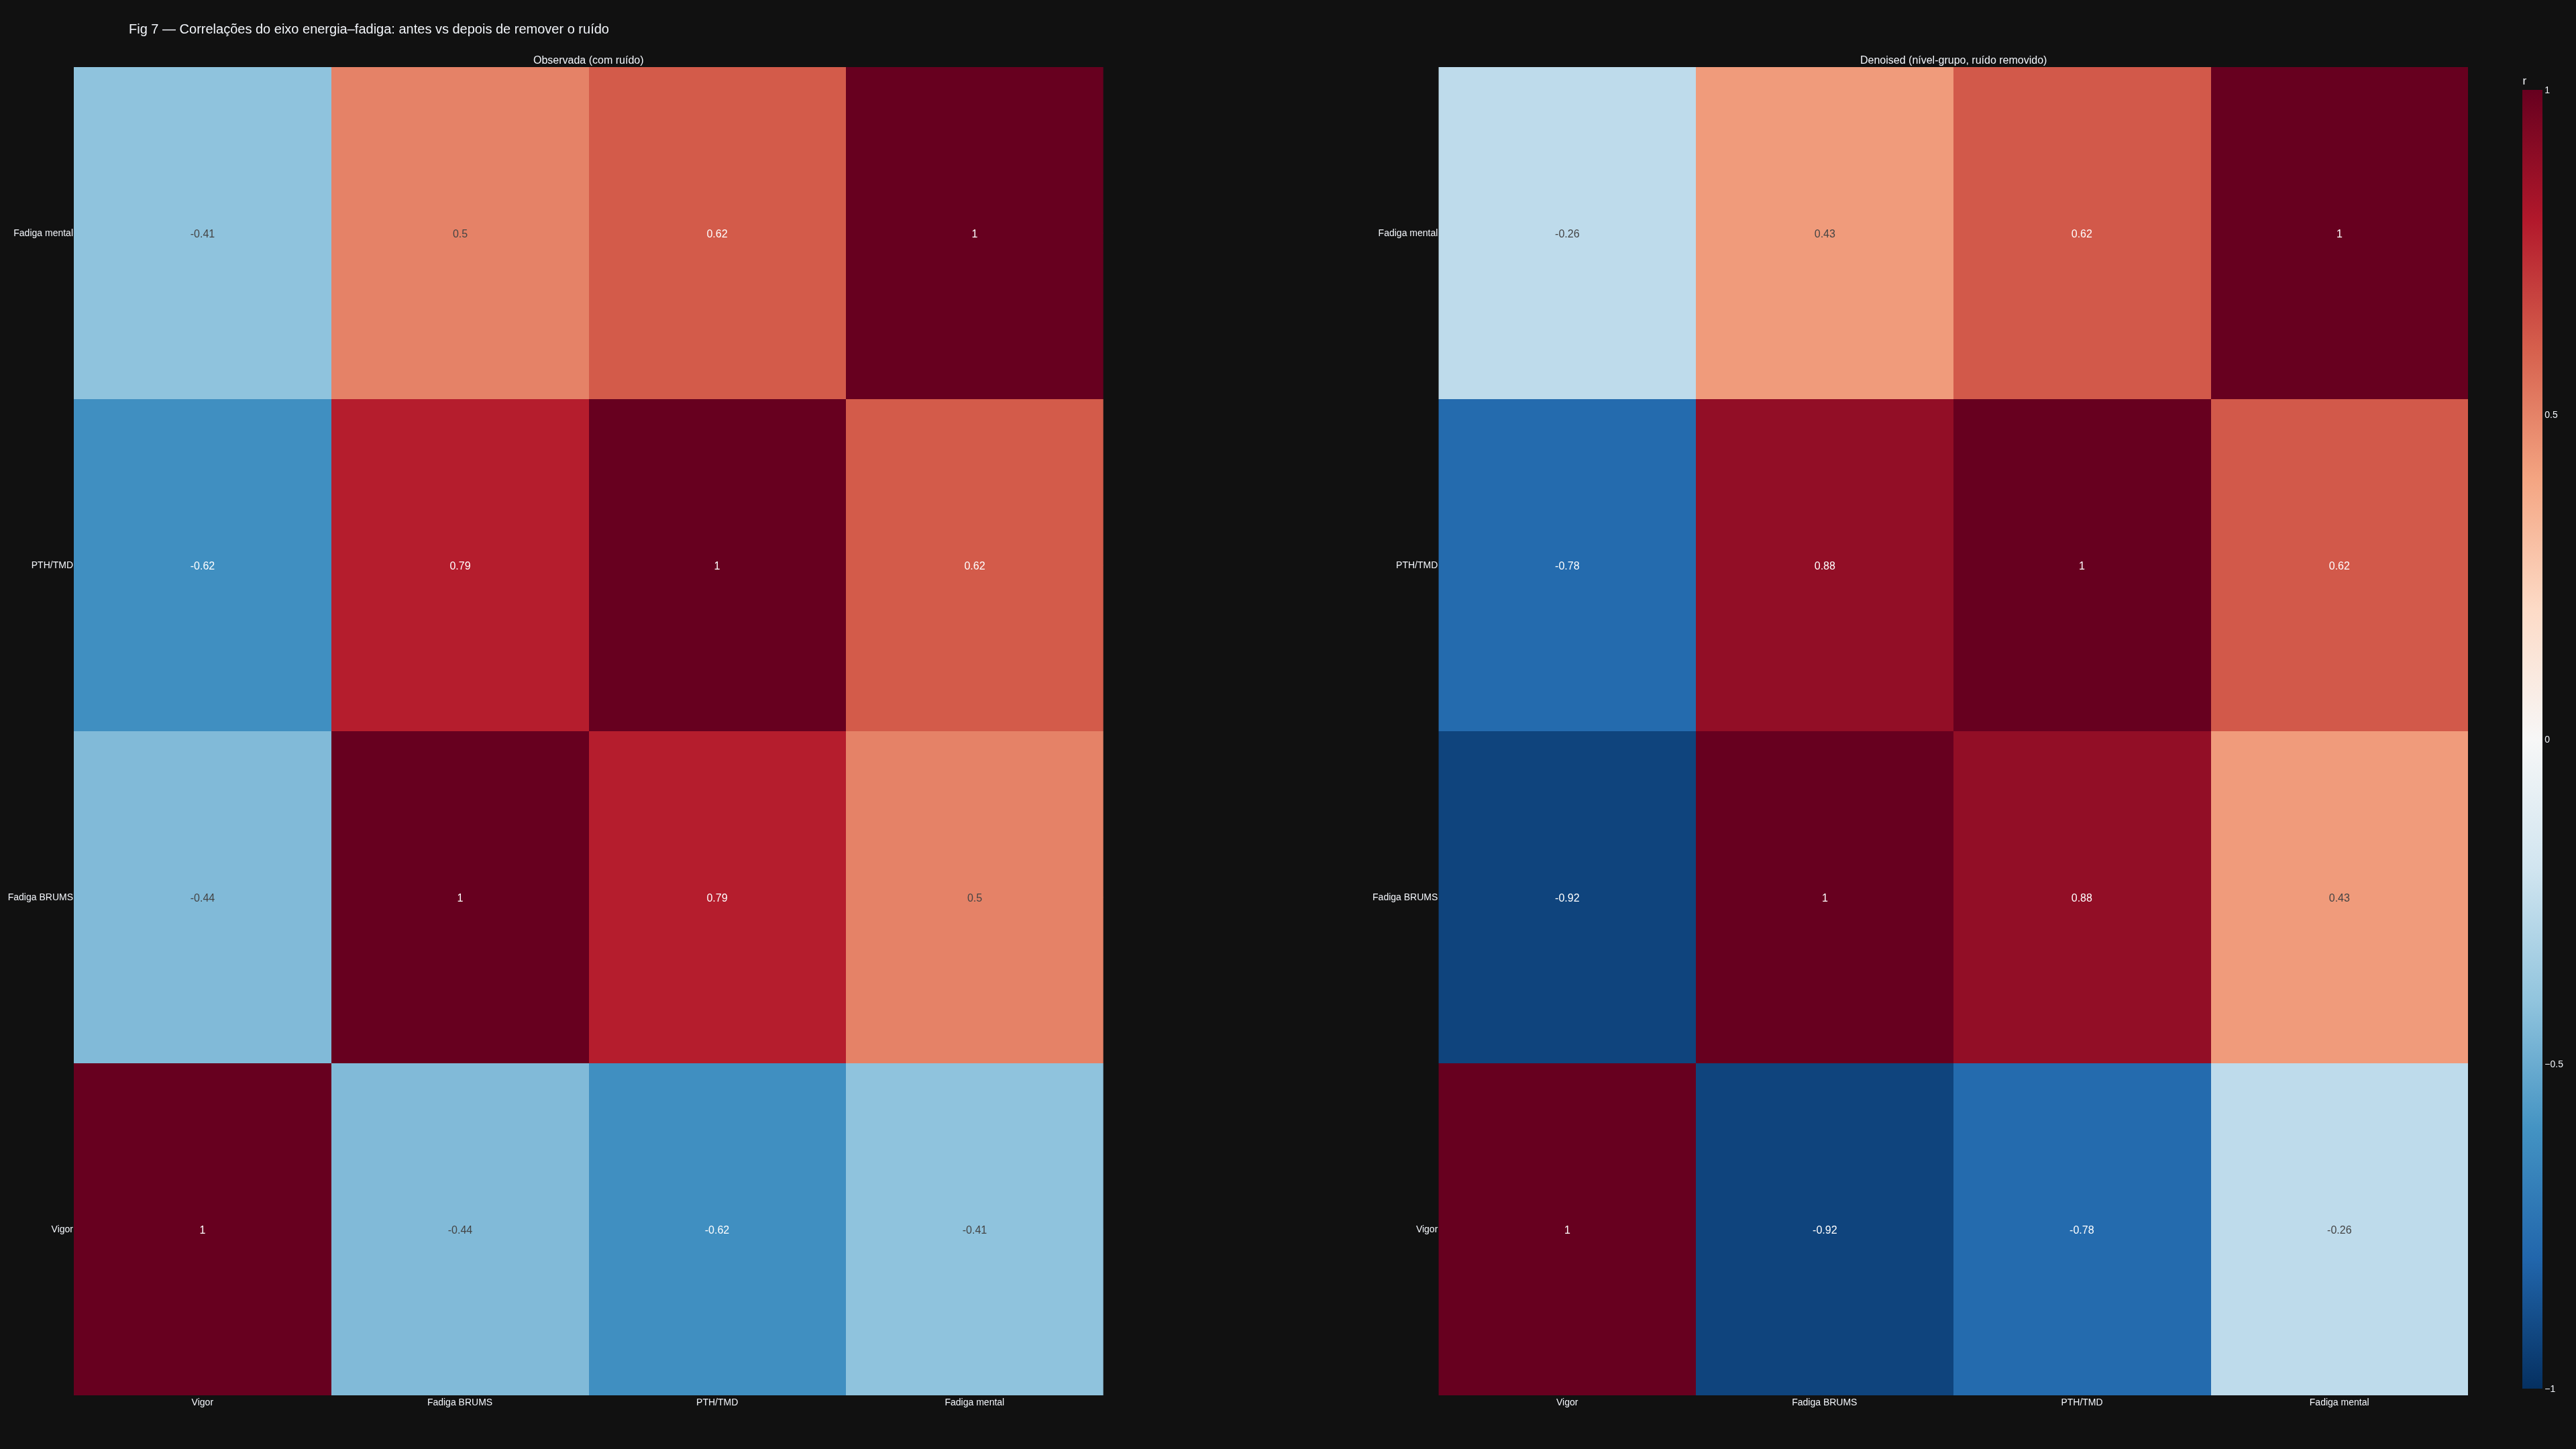 Fig 7 — Correlações do eixo energia–fadiga: antes vs depois de remover o ruído
Observada (com ruído)
Fadiga mental -0.41 0.5 0.62 1
PTH/TMD -0.62 0.79 1 0.62
Fadiga BRUMS -0.44 1 0.79 0.5
Vigor 1 -0.44 -0.62 -0.41
Vigor Fadiga BRUMS PTH/TMD Fadiga mental
Denoised (nível-grupo, ruído removido)
Fadiga mental -0.26 0.43 0.62 1
PTH/TMD -0.78 0.88 1 0.62
Fadiga BRUMS -0.92 1 0.88 0.43
Vigor 1 -0.92 -0.78 -0.26
Vigor Fadiga BRUMS PTH/TMD Fadiga mental
r
1
0.5
0
−0.5
−1